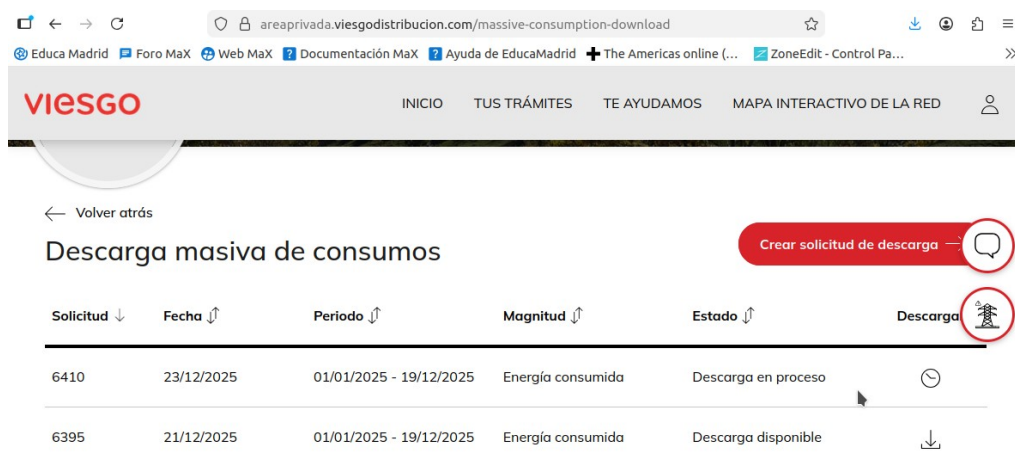 areaprivada.viesgodistribucion.com/massive-consumption-download
Educa Madrid Foro MaX Web MaX Documentación MaX Ayuda de EducaMadrid The Americas online (... ZoneEdit - Control Pa...
viesgo INICIO TUS TRÁMITES TE AYUDAMOS MAPA INTERACTIVO DE LA RED
Volver atrás
Descarga masiva de consumos Crear solicitud de descarga
Solicitud Fecha Periodo Magnitud Estado Descarga
6410 23/12/2025 01/01/2025 - 19/12/2025 Energía consumida Descarga en proceso
6395 21/12/2025 01/01/2025 - 19/12/2025 Energía consumida Descarga disponible